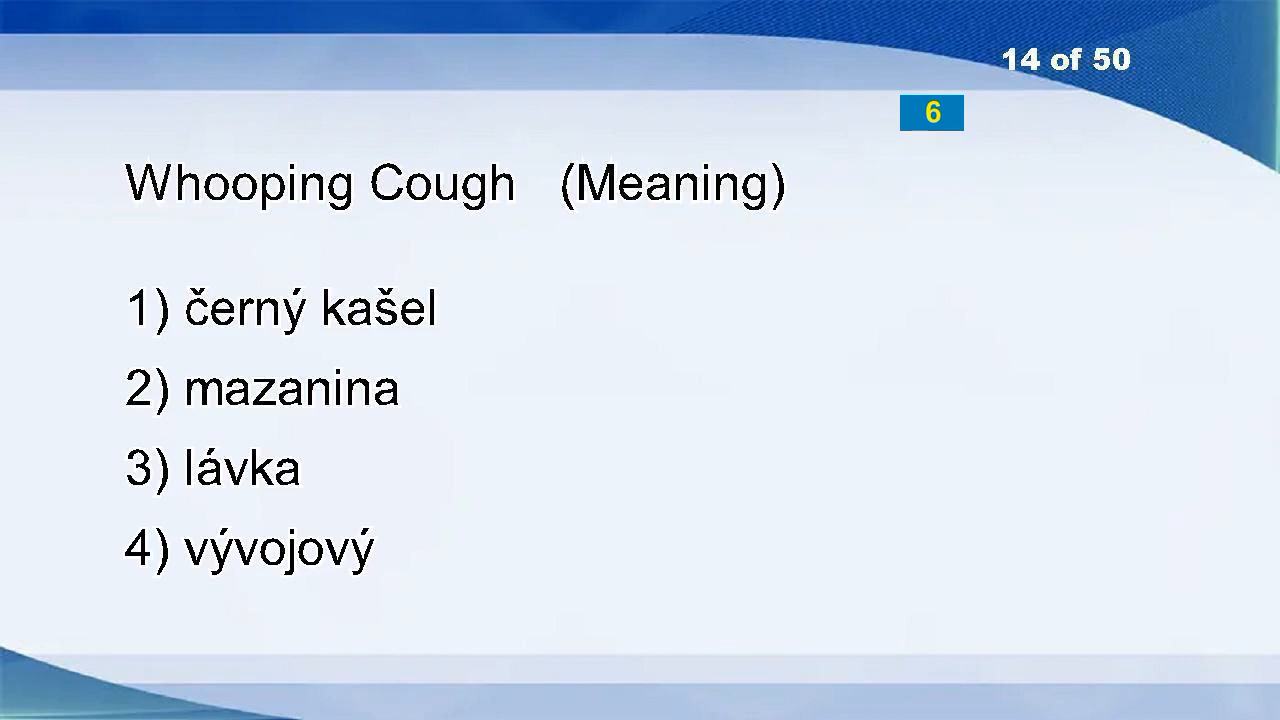 14 of 50
6
Whooping Cough (Meaning)
1) černý kašel
2) mazanina
3) lávka
4) vývojový